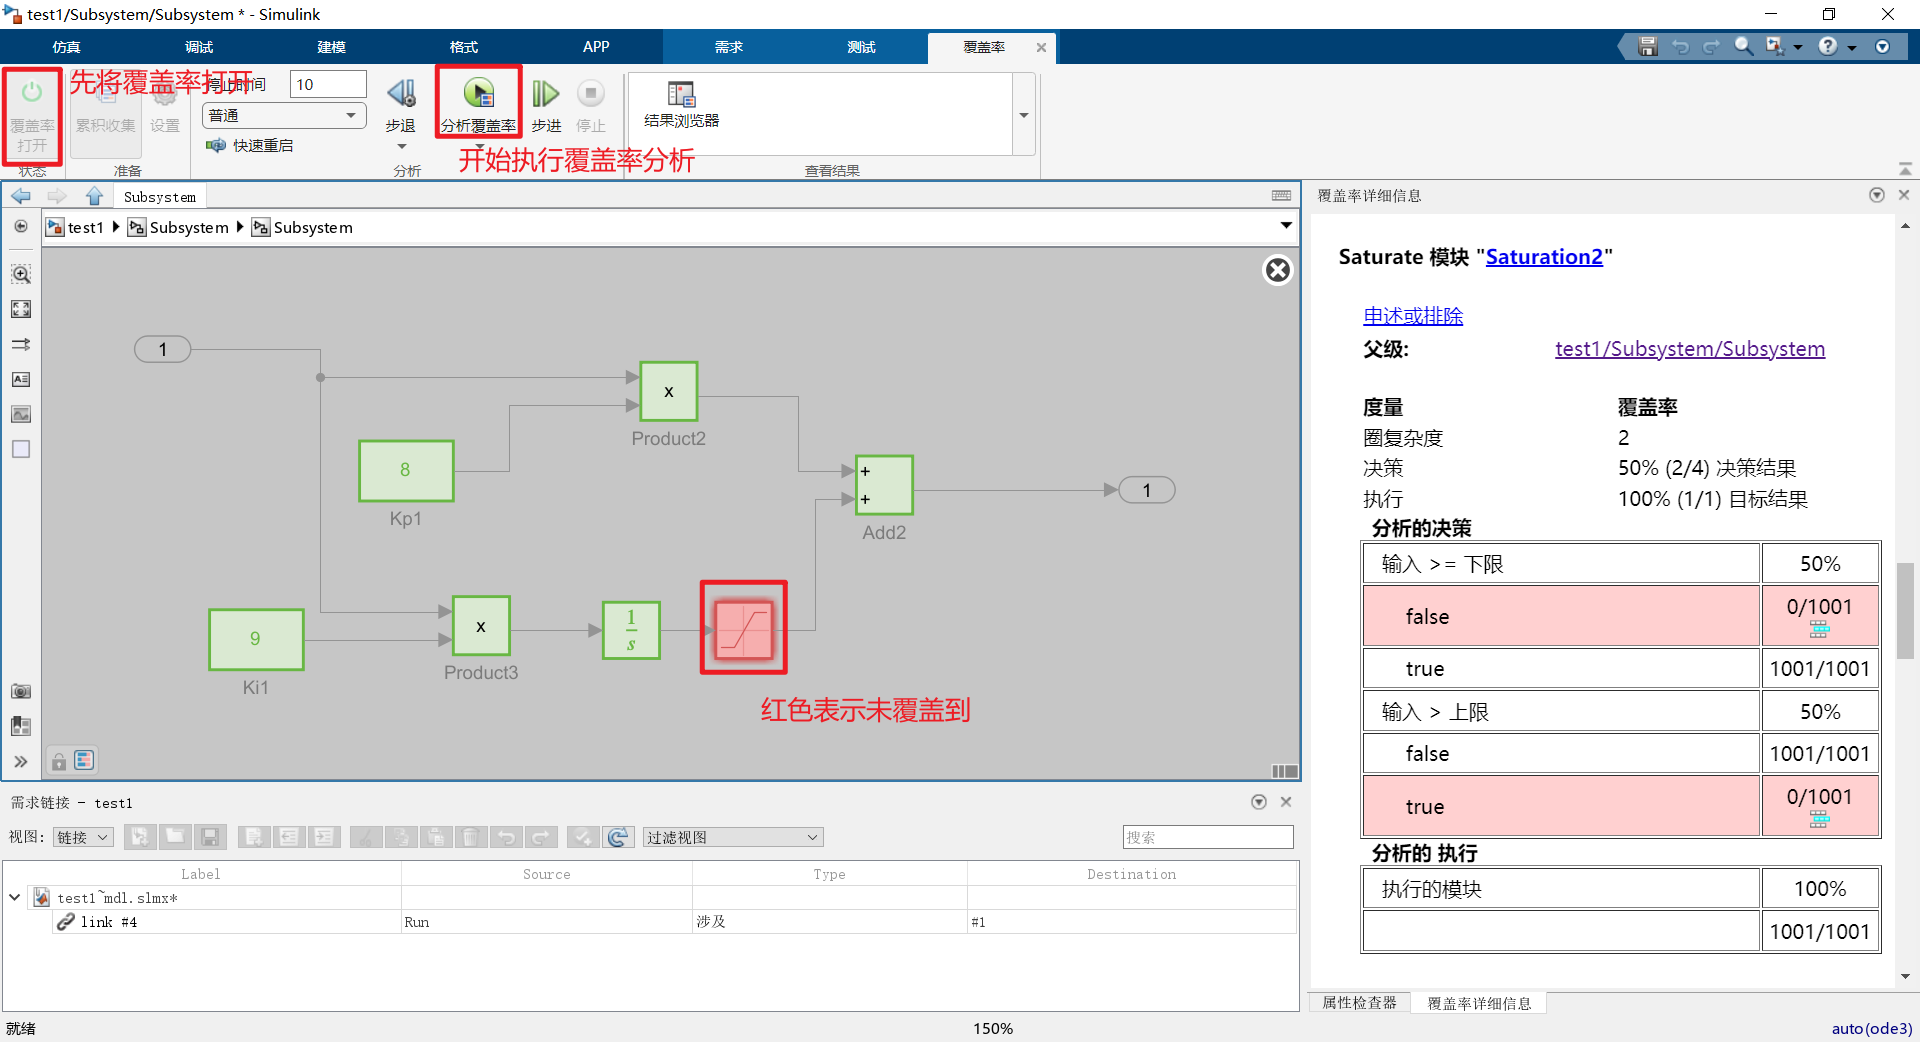 test1/Subsystem/Subsystem * - Simulink
仿真 调试 建模 格式 APP 需求 测试 覆盖率
先将覆盖率打开
停止时间 10
普通
快速重启
覆盖率
打开
累积收集 设置
步退 分析覆盖率 步进 停止
结果浏览器
开始执行覆盖率分析
状态 准备 分析 查看结果
Subsystem
test1 Subsystem Subsystem
1
x
Product2
8
Kp1
+
+
Add2
1
9
Ki1
x
Product3
1
s
红色表示未覆盖到
覆盖率详细信息
Saturate 模块 "Saturation2"
申述或排除
父级: test1/Subsystem/Subsystem
度量 覆盖率
圈复杂度 2
决策 50% (2/4) 决策结果
执行 100% (1/1) 目标结果
分析的决策
输入 >= 下限 50%
false 0/1001
true 1001/1001
输入 > 上限 50%
false 1001/1001
true 0/1001
分析的 执行
执行的模块 100%
1001/1001
属性检查器 覆盖率详细信息
需求链接 - test1
视图: 链接 过滤视图 搜索
Label Source Type Destination
test1~mdl.slmx*
link #4 Run 涉及 #1
就绪 150% auto(ode3)